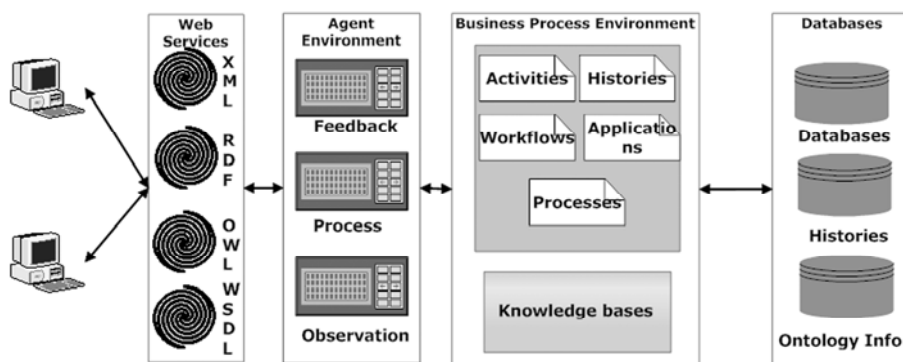 Web
Services
X
M
L
R
D
F
O
W
L
W
S
D
L
Agent
Environment
Feedback
Process
Observation
Business Process Environment
Activities
Histories
Workflows
Applicatio
ns
Processes
Knowledge bases
Databases
Databases
Histories
Ontology Info